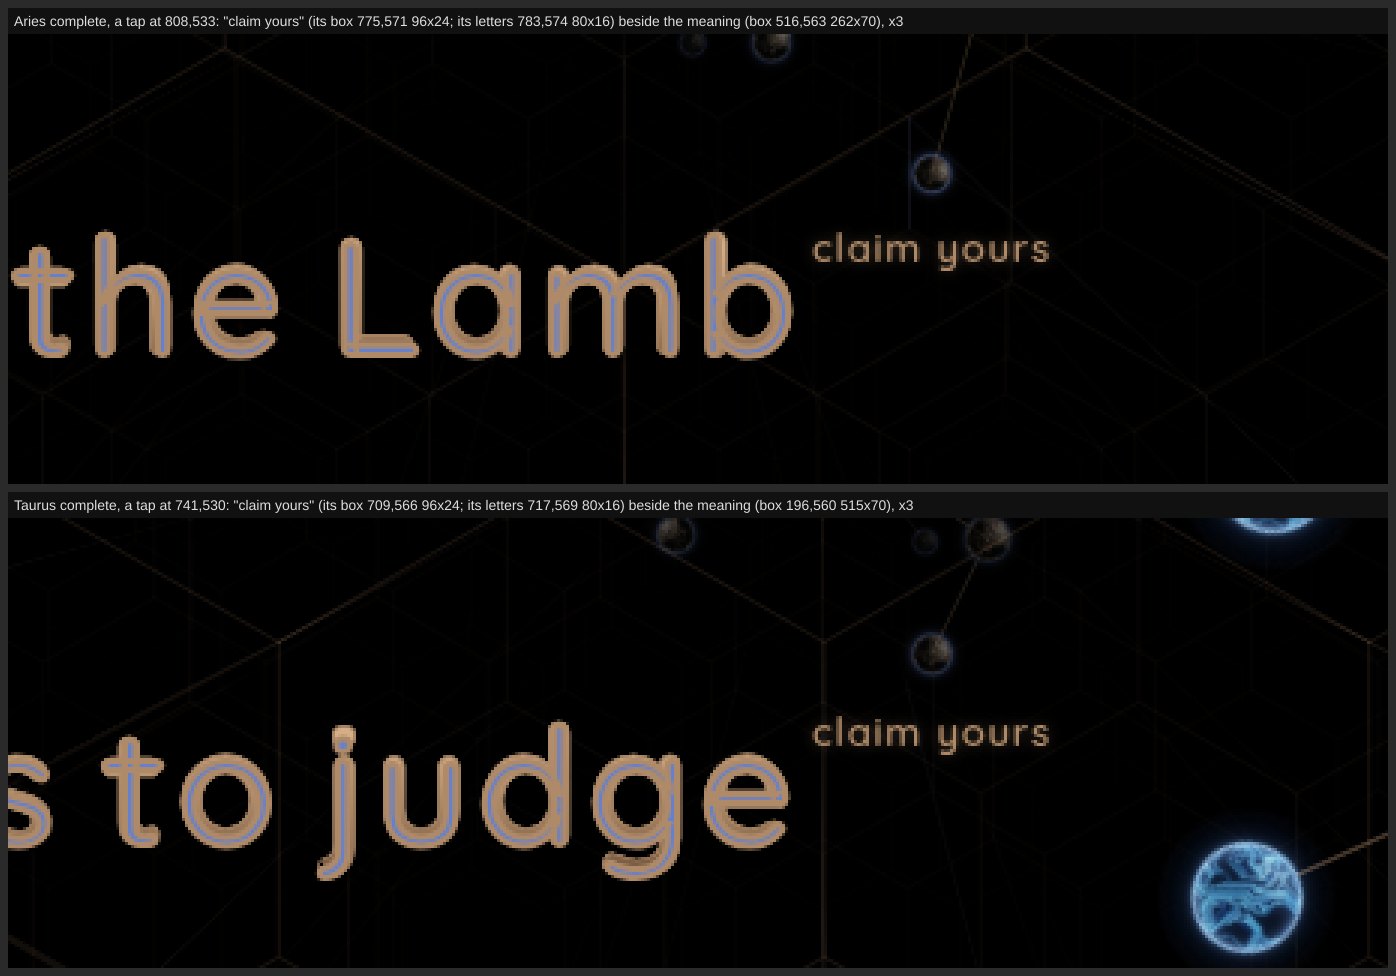 Aries complete, a tap at 808,533: "claim yours" (its box 775,571 96x24; its letters 783,574 80x16) beside the meaning (box 516,563 262x70), x3
the Lamb claim yours
Taurus complete, a tap at 741,530: "claim yours" (its box 709,566 96x24; its letters 717,569 80x16) beside the meaning (box 196,560 515x70), x3
s to judge claim yours